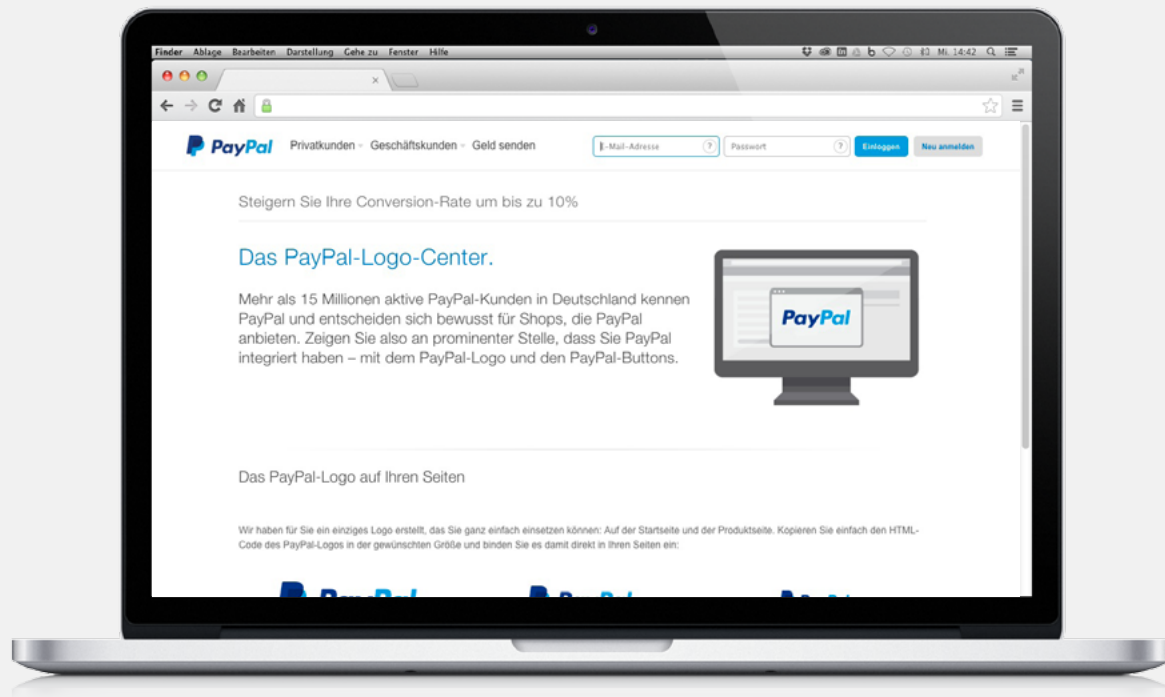 Finder Ablage Bearbeiten Darstellung Gehe zu Fenster Hilfe
Mi. 14:42
PayPal Privatkunden Geschäftskunden Geld senden
E-Mail-Adresse ? Passwort ? Einloggen Neu anmelden
Steigern Sie Ihre Conversion-Rate um bis zu 10%
Das PayPal-Logo-Center.
Mehr als 15 Millionen aktive PayPal-Kunden in Deutschland kennen
PayPal und entscheiden sich bewusst für Shops, die PayPal
anbieten. Zeigen Sie also an prominenter Stelle, dass Sie PayPal
integriert haben – mit dem PayPal-Logo und den PayPal-Buttons.
PayPal
Das PayPal-Logo auf Ihren Seiten
Wir haben für Sie ein einziges Logo erstellt, das Sie ganz einfach einsetzen können: Auf der Startseite und der Produktseite. Kopieren Sie einfach den HTML-
Code des PayPal-Logos in der gewünschten Größe und binden Sie es damit direkt in Ihren Seiten ein:
PayPal PayPal PayPal